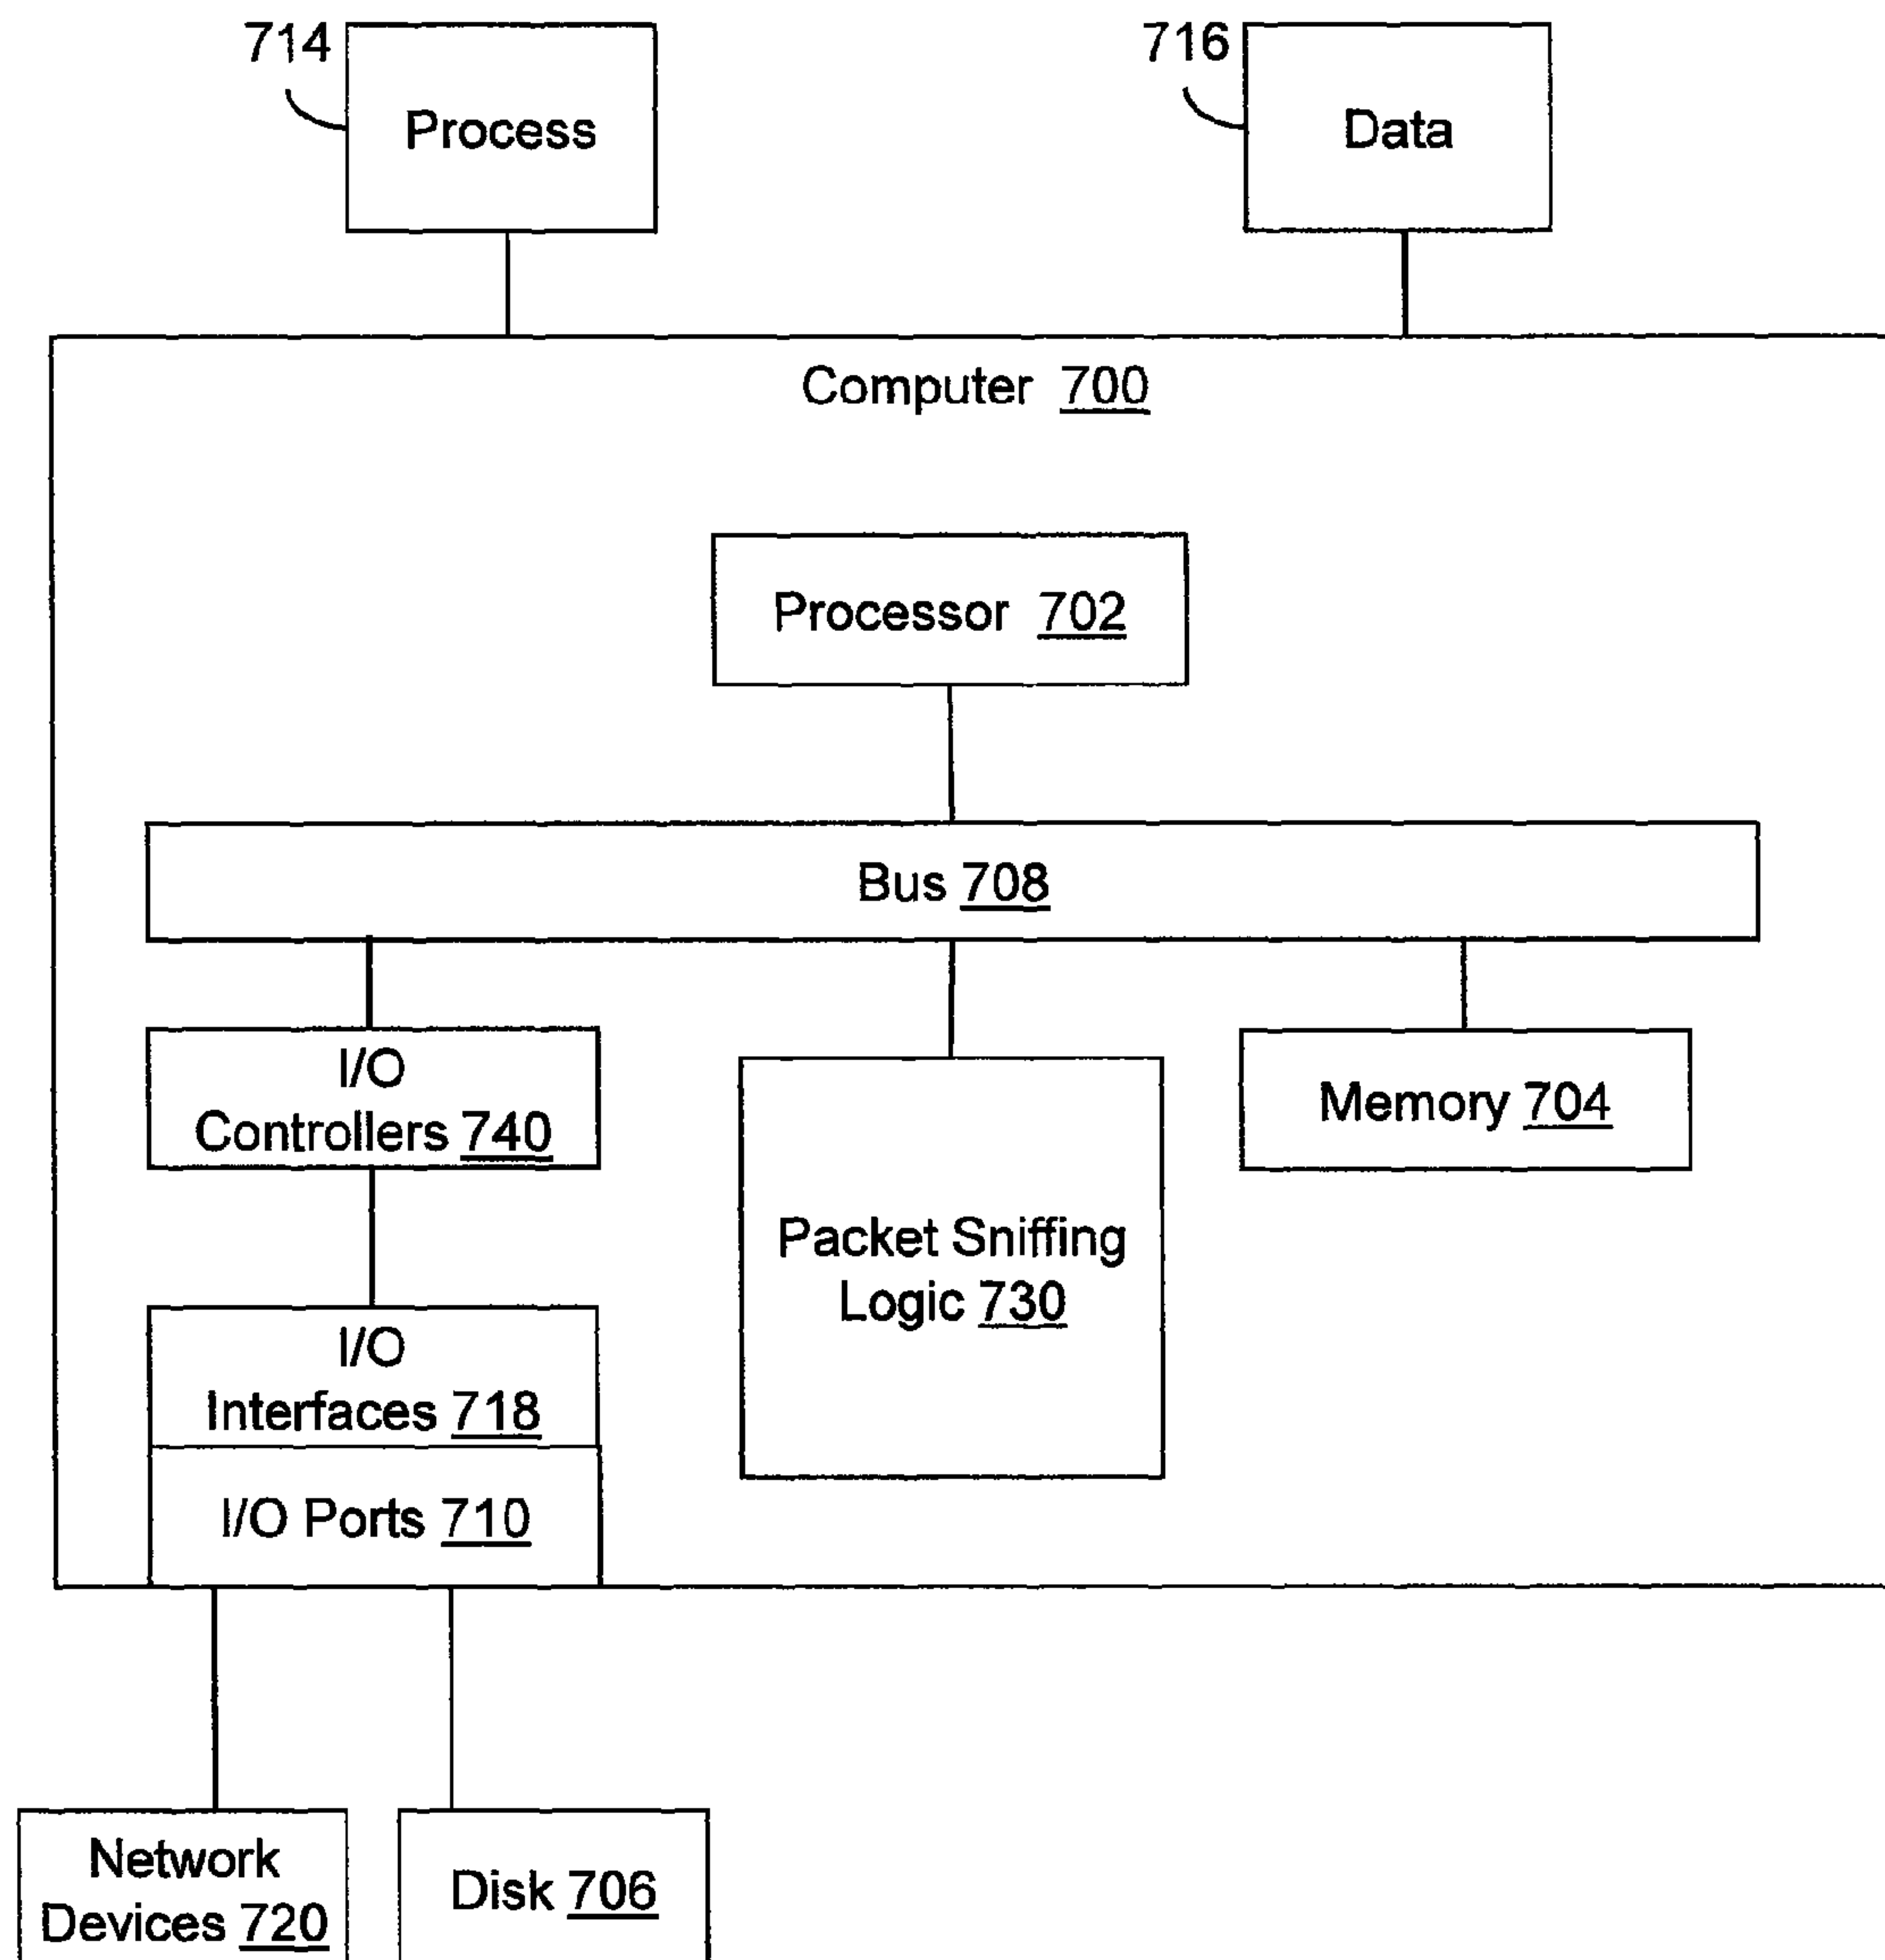 714
Process
716
Data
Computer 700
Processor 702
Bus 708
I/O
Controllers 740
Packet Sniffing
Logic 730
Memory 704
I/O
Interfaces 718
I/O Ports 710
Network
Devices 720
Disk 706